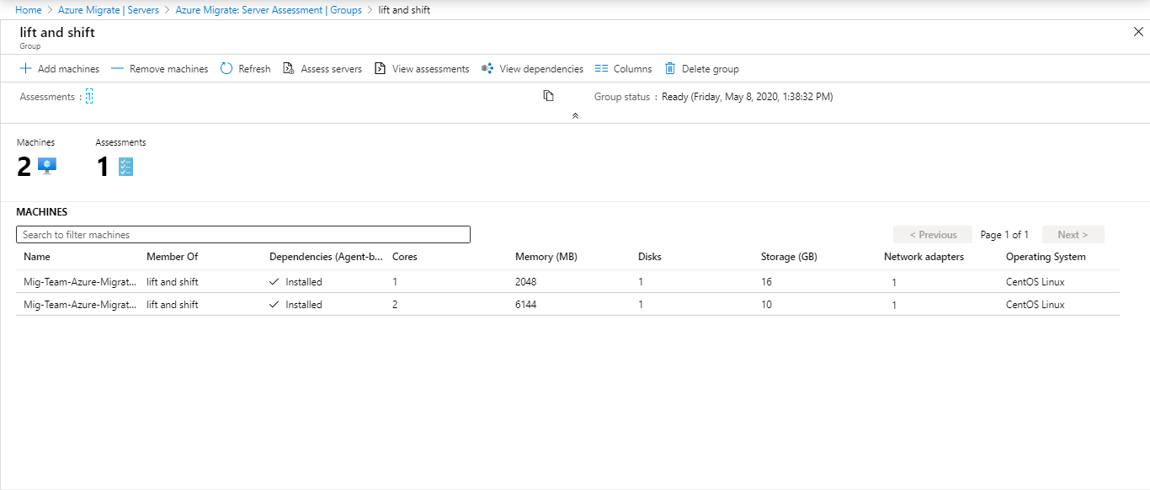 Home > Azure Migrate | Servers > Azure Migrate: Server Assessment | Groups > lift and shift
lift and shift
Group
Add machines Remove machines Refresh Assess servers View assessments View dependencies Columns Delete group
Assessments : 1 Group status : Ready (Friday, May 8, 2020, 1:38:32 PM)
Machines Assessments
2 1
MACHINES
Search to filter machines < Previous Page 1 of 1 Next >
Name Member Of Dependencies (Agent-b... Cores Memory (MB) Disks Storage (GB) Network adapters Operating System
Mig-Team-Azure-Migrat... lift and shift Installed 1 2048 1 16 1 CentOS Linux
Mig-Team-Azure-Migrat... lift and shift Installed 2 6144 1 10 1 CentOS Linux